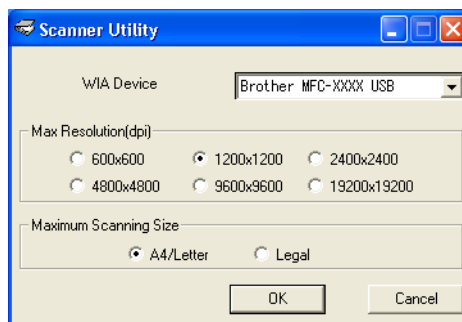 Scanner Utility
WIA Device Brother MFC-XXXX USB
Max Resolution(dpi)
600x600 1200x1200 2400x2400
4800x4800 9600x9600 19200x19200
Maximum Scanning Size
A4/Letter Legal
OK Cancel